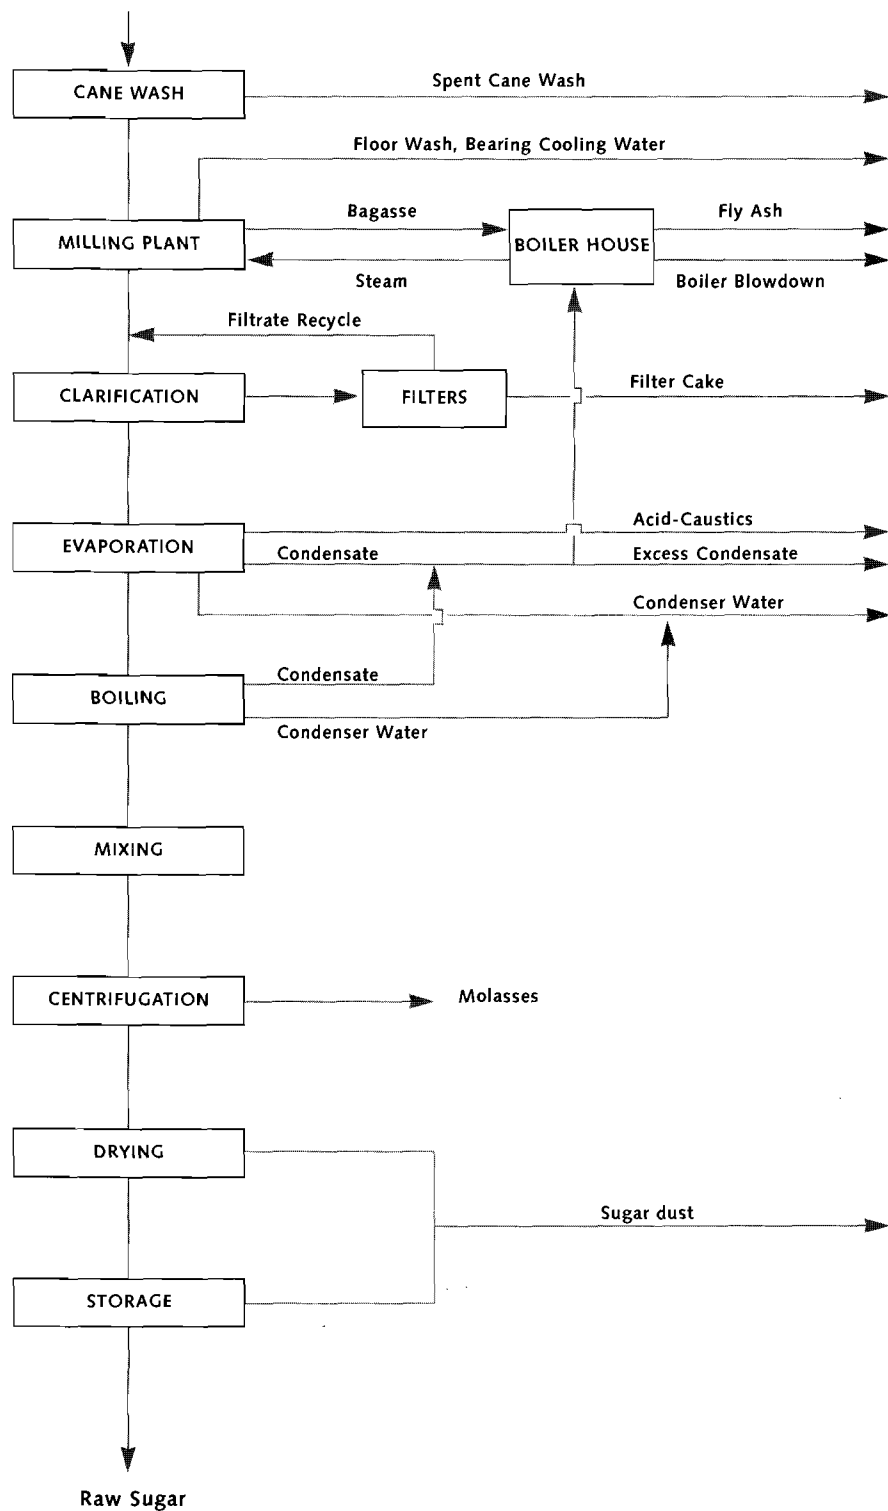 CANE WASH
Spent Cane Wash
Floor Wash, Bearing Cooling Water
MILLING PLANT
Bagasse
Steam
BOILER HOUSE
Fly Ash
Boiler Blowdown
Filtrate Recycle
CLARIFICATION
FILTERS
Filter Cake
EVAPORATION
Acid-Caustics
Condensate
Excess Condensate
Condenser Water
BOILING
Condensate
Condenser Water
MIXING
CENTRIFUGATION
Molasses
DRYING
Sugar dust
STORAGE
Raw Sugar